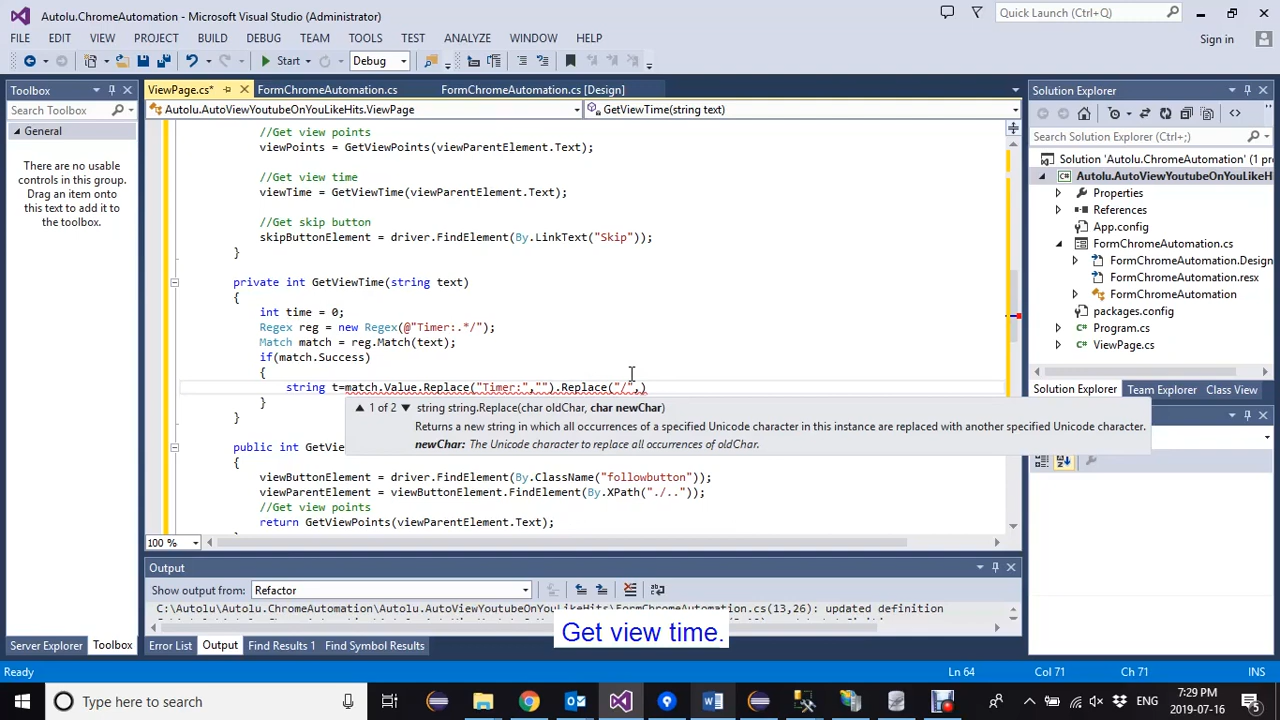 Autolu.ChromeAutomation - Microsoft Visual Studio (Administrator)
Quick Launch (Ctrl+Q)
FILE EDIT VIEW PROJECT BUILD DEBUG TEAM TOOLS TEST ANALYZE WINDOW HELP
Sign in
Start Debug
Toolbox
Search Toolbox
General
There are no usable
controls in this group.
Drag an item onto
this text to add it to
the toolbox.
ViewPage.cs* FormChromeAutomation.cs FormChromeAutomation.cs [Design]
Autolu.AutoViewYoutubeOnYouLikeHits.ViewPage GetViewTime(string text)
//Get view points
viewPoints = GetViewPoints(viewParentElement.Text);
//Get view time
viewTime = GetViewTime(viewParentElement.Text);
//Get skip button
skipButtonElement = driver.FindElement(By.LinkText("Skip"));
}
private int GetViewTime(string text)
{
int time = 0;
Regex reg = new Regex(@"Timer:.*/");
Match match = reg.Match(text);
if(match.Success)
{
string t=match.Value.Replace("Timer:","").Replace("/",)
}
}
1 of 2 string string.Replace(char oldChar, char newChar)
Returns a new string in which all occurrences of a specified Unicode character in this instance are replaced with another specified Unicode character.
newChar: The Unicode character to replace all occurrences of oldChar.
public int GetV
{
viewButtonElement = driver.FindElement(By.ClassName("followbutton"));
viewParentElement = viewButtonElement.FindElement(By.XPath("./.."));
//Get view points
return GetViewPoints(viewParentElement.Text);
100 %
Output
Show output from: Refactor
C:\Autolu\Autolu.ChromeAutomation\Autolu.AutoViewYoutubeOnYouLikeHits\FormChromeAutomation.cs(13,26): updated definition
Get view time.
Server Explorer Toolbox Error List Output Find Results 1 Find Symbol Results
Solution Explorer
Search Solution Explorer (Ctrl+;)
Solution 'Autolu.ChromeAutomation' (1 pr
Autolu.AutoViewYoutubeOnYouLikeH
Properties
References
App.config
FormChromeAutomation.cs
FormChromeAutomation.Design
FormChromeAutomation.resx
FormChromeAutomation
packages.config
Program.cs
ViewPage.cs
Solution Explorer Team Explorer Class View
Ready Ln 64 Col 71 Ch 71 INS
Type here to search
ENG
7:29 PM
2019-07-16
5